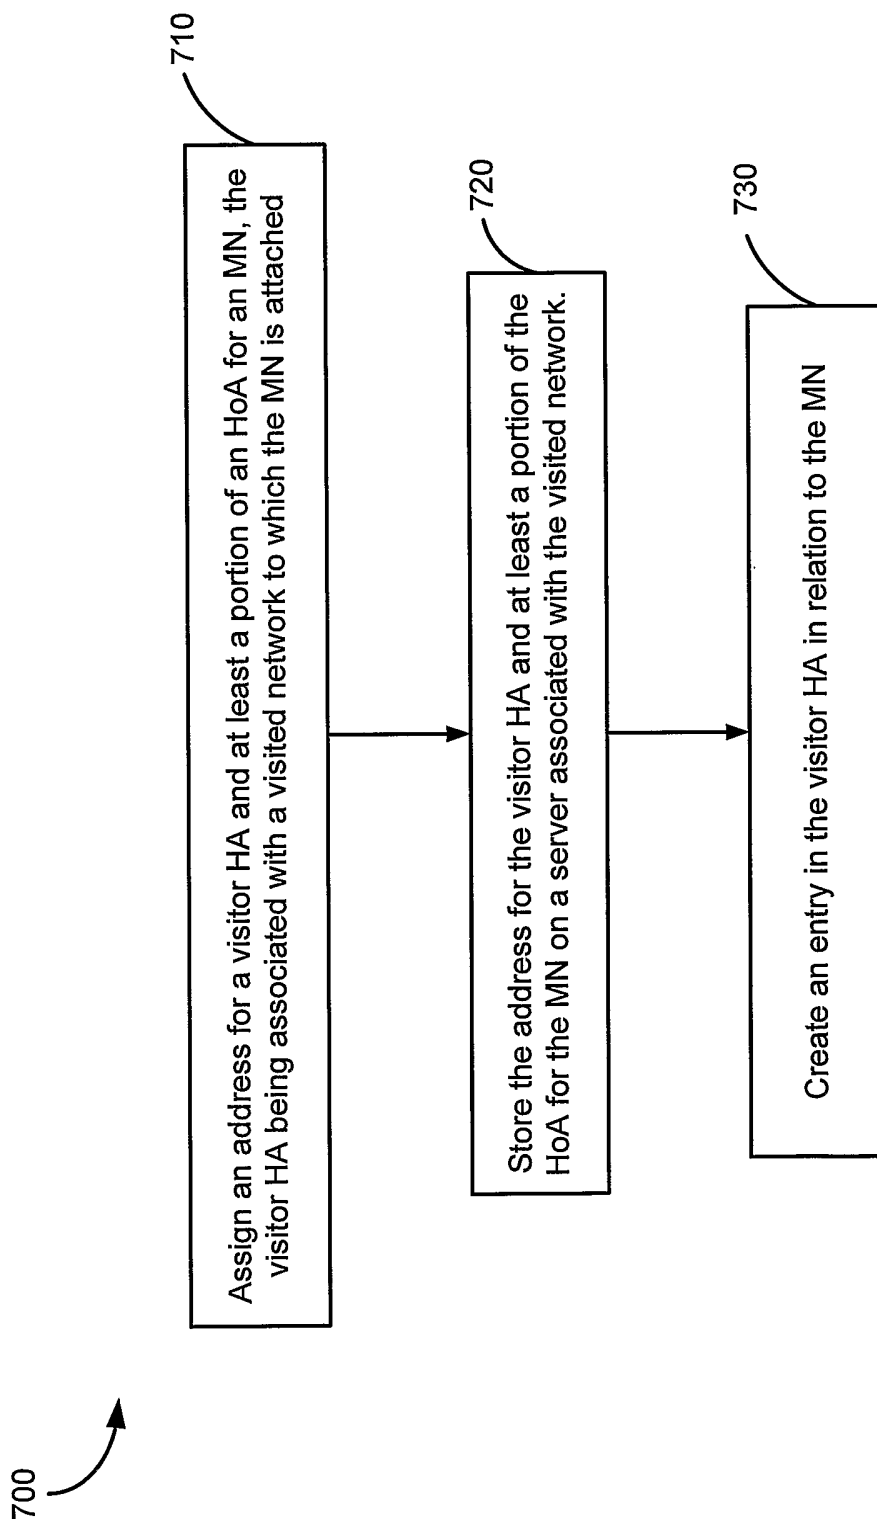 700
710
Assign an address for a visitor HA and at least a portion of an HoA for an MN, the
visitor HA being associated with a visited network to which the MN is attached
720
Store the address for the visitor HA and at least a portion of the
HoA for the MN on a server associated with the visited network.
730
Create an entry in the visitor HA in relation to the MN